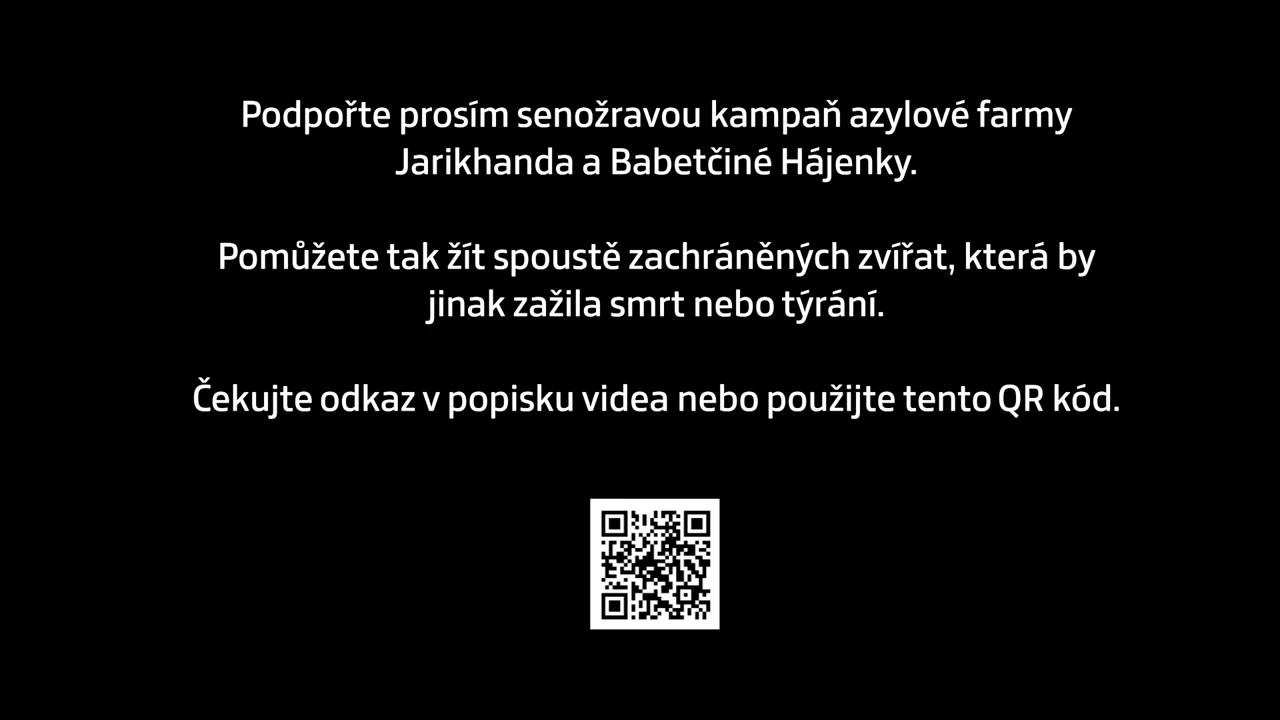 Podpořte prosím senožravou kampaň azylové farmy
Jarikhanda a Babetčiné Hájenky.
Pomůžete tak žít spoustě zachráněných zvířat, která by
jinak zažila smrt nebo týrání.
Čekujte odkaz v popisku videa nebo použijte tento QR kód.